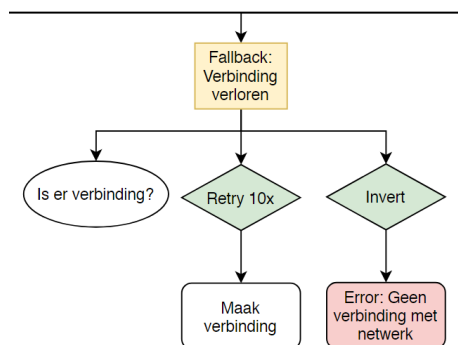 Fallback:
Verbinding
verloren
Is er verbinding?
Retry 10x
Invert
Maak
verbinding
Error: Geen
verbinding met
netwerk